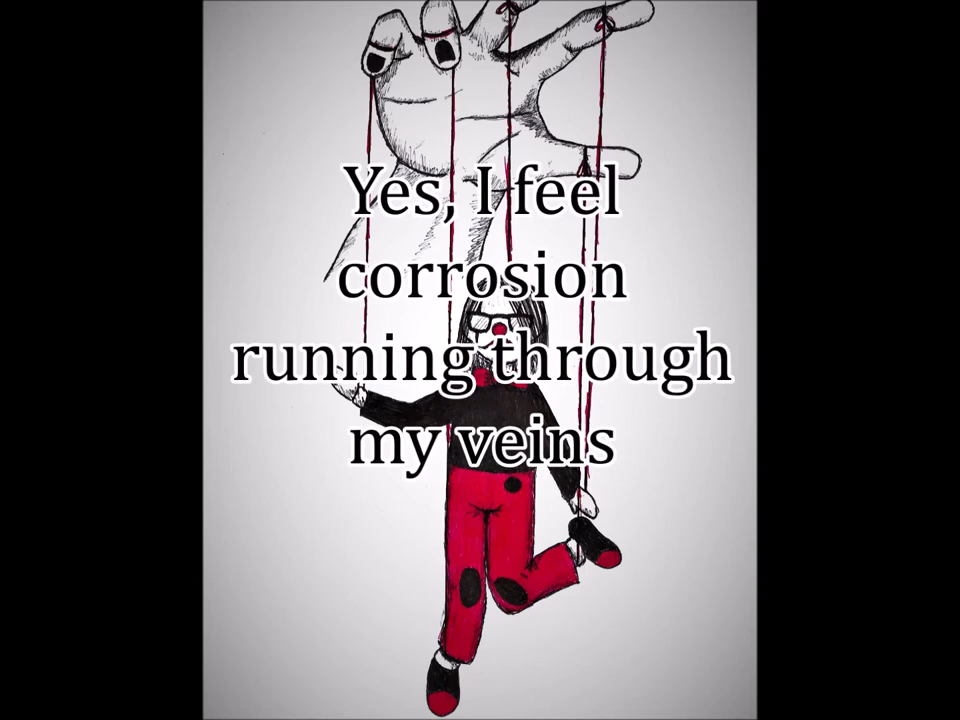 Yes, I feel
corrosion
running through
my veins